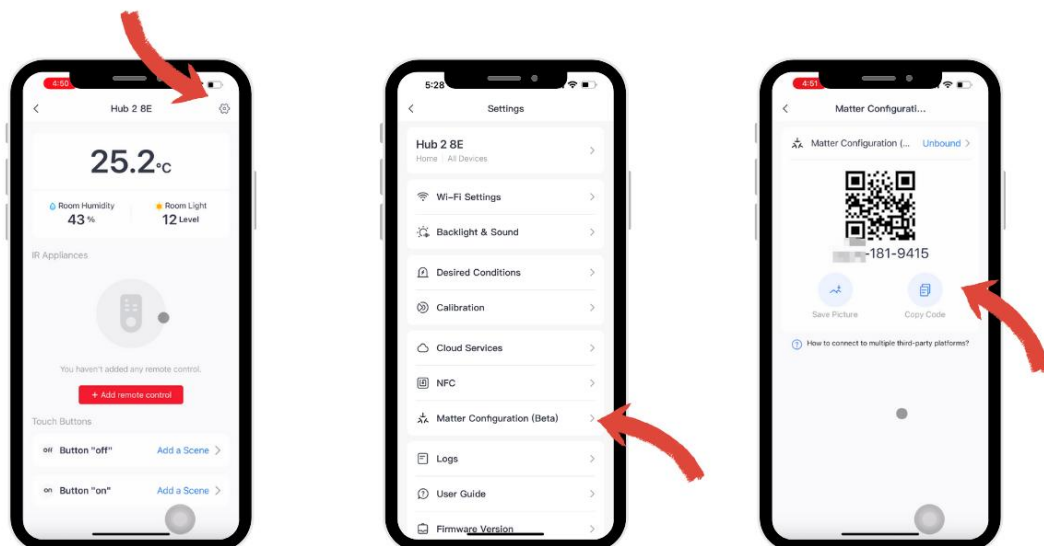 4:50
Hub 2 8E
25.2°C
Room Humidity
43 %
Room Light
12 Level
IR Appliances
You haven't added any remote control.
+ Add remote control
Touch Buttons
off Button "off" Add a Scene >
on Button "on" Add a Scene >
5:28
Settings
Hub 2 8E
Home All Devices
Wi-Fi Settings
Backlight & Sound
Desired Conditions
Calibration
Cloud Services
NFC
Matter Configuration (Beta)
Logs
User Guide
Firmware Version
4:51
Matter Configurati...
Matter Configuration (... Unbound >
-181-9415
Save Picture
Copy Code
How to connect to multiple third-party platforms?